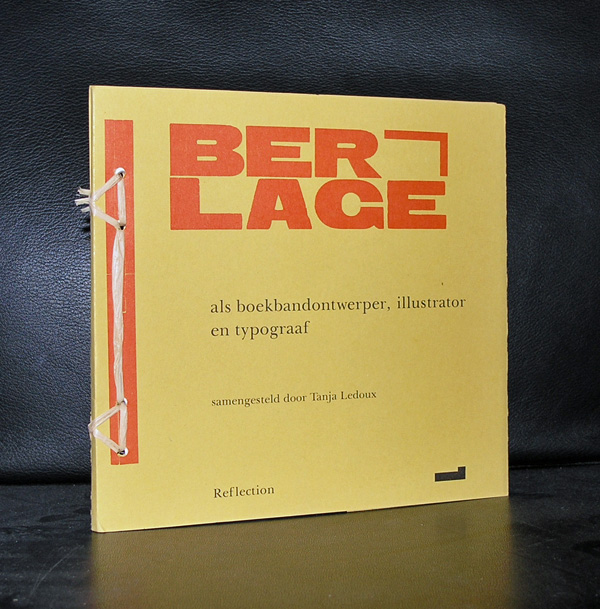 BER
LAGE
als boekbandontwerper, illustrator
en typograaf
samengesteld door Tanja Ledoux
Reflection